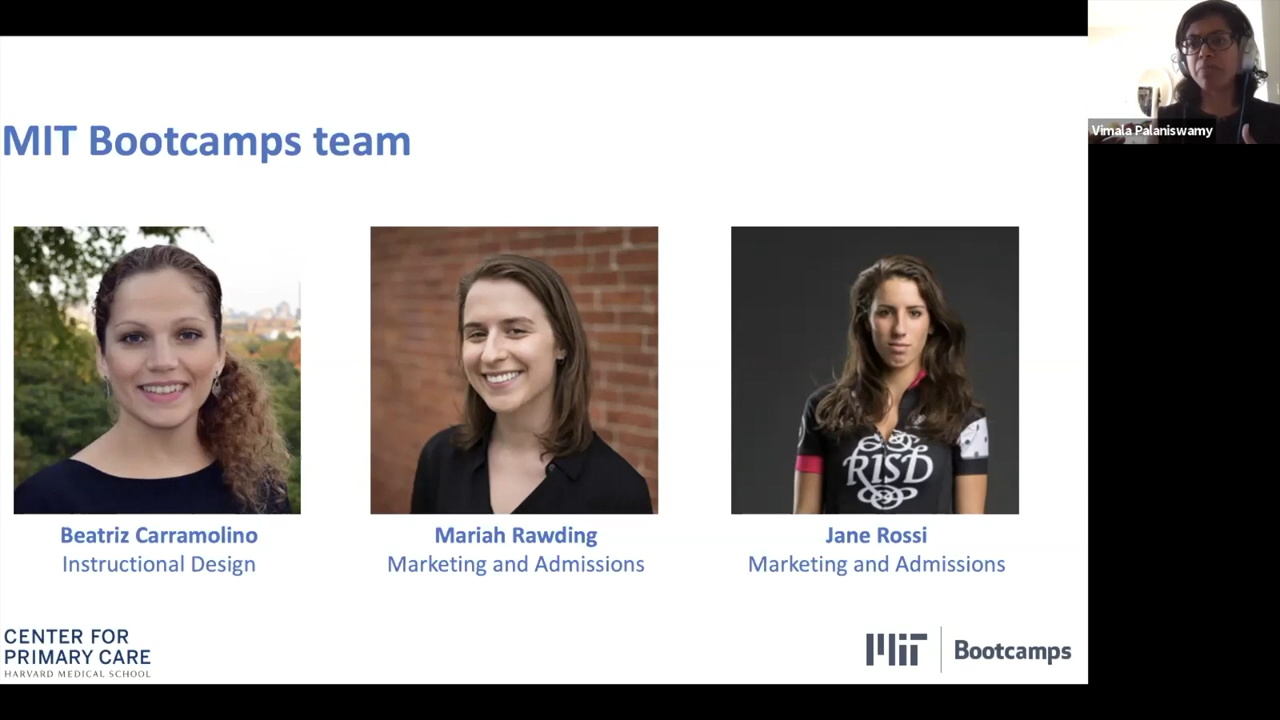 MIT Bootcamps team
Vimala Palaniswamy
RISD
Beatriz Carramolino
Instructional Design
Mariah Rawding
Marketing and Admissions
Jane Rossi
Marketing and Admissions
CENTER FOR
PRIMARY CARE
HARVARD MEDICAL SCHOOL
MIT Bootcamps